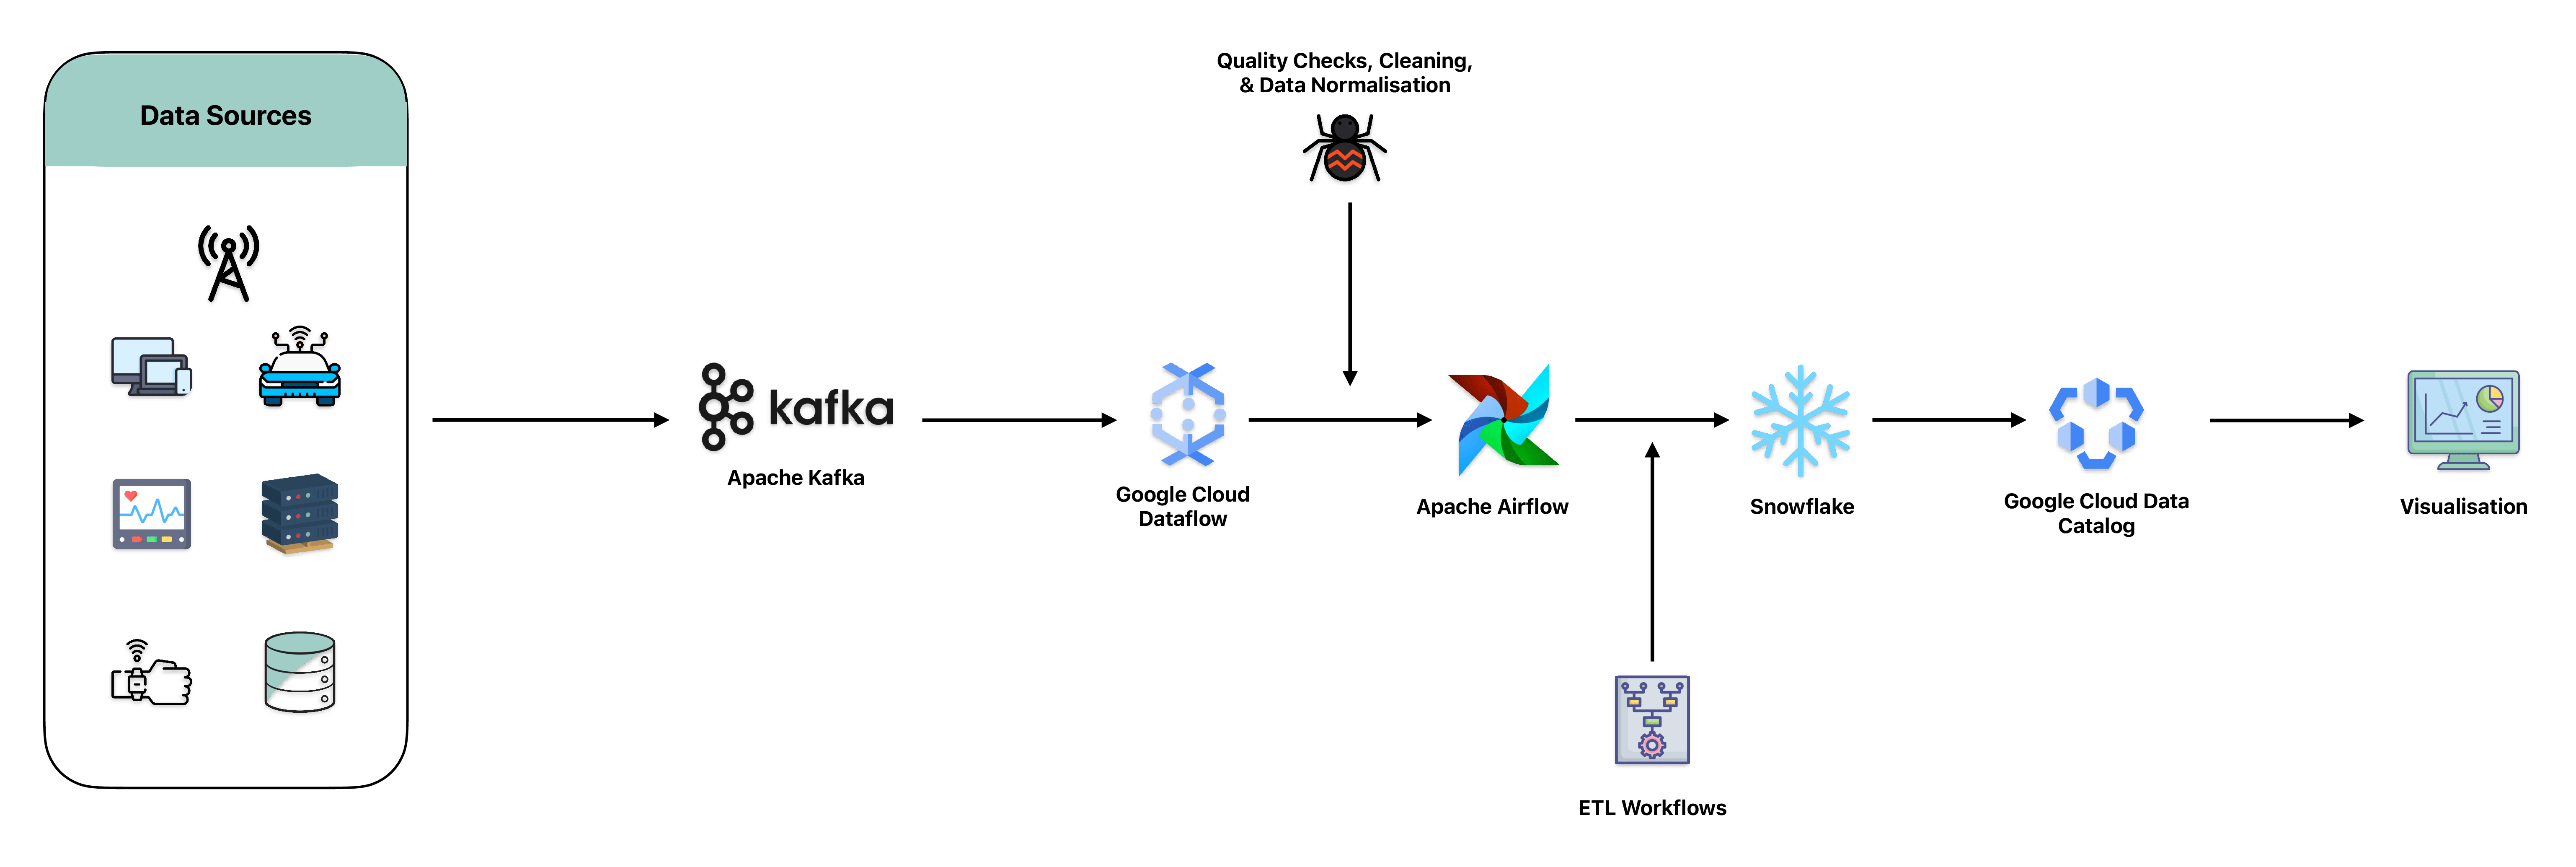 Data Sources
Quality Checks, Cleaning,
& Data Normalisation
kafka
Apache Kafka
Google Cloud
Dataflow
Apache Airflow
Snowflake
Google Cloud Data
Catalog
Visualisation
ETL Workflows